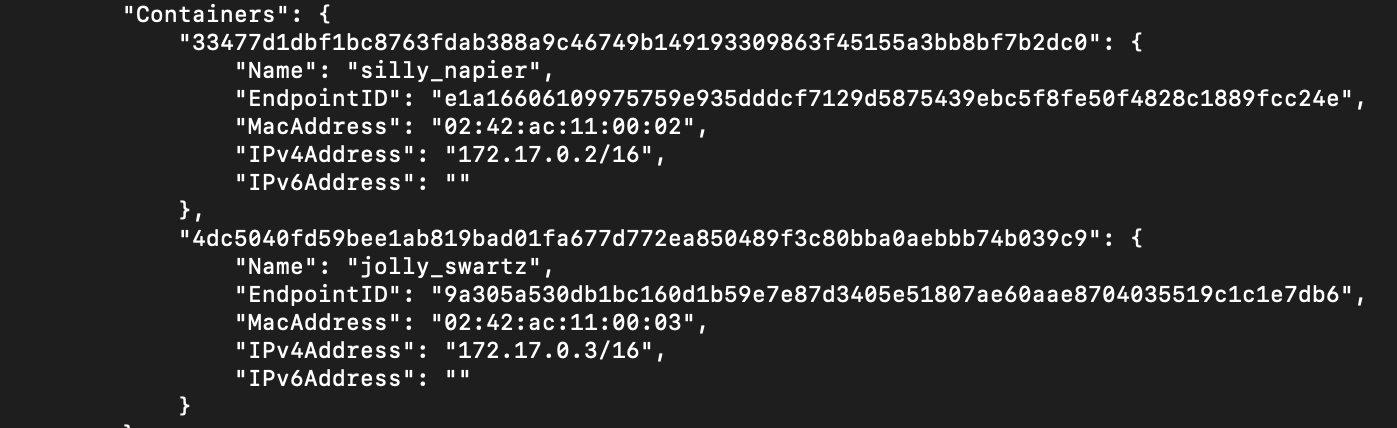 "Containers": {
"33477d1dbf1bc8763fdab388a9c46749b149193309863f45155a3bb8bf7b2dc0": {
"Name": "silly_napier",
"EndpointID": "e1a16606109975759e935dddcf7129d5875439ebc5f8fe50f4828c1889fcc24e",
"MacAddress": "02:42:ac:11:00:02",
"IPv4Address": "172.17.0.2/16",
"IPv6Address": ""
},
"4dc5040fd59bee1ab819bad01fa677d772ea850489f3c80bba0aebbb74b039c9": {
"Name": "jolly_swartz",
"EndpointID": "9a305a530db1bc160d1b59e7e87d3405e51807ae60aae8704035519c1c1e7db6",
"MacAddress": "02:42:ac:11:00:03",
"IPv4Address": "172.17.0.3/16",
"IPv6Address": ""
}
}